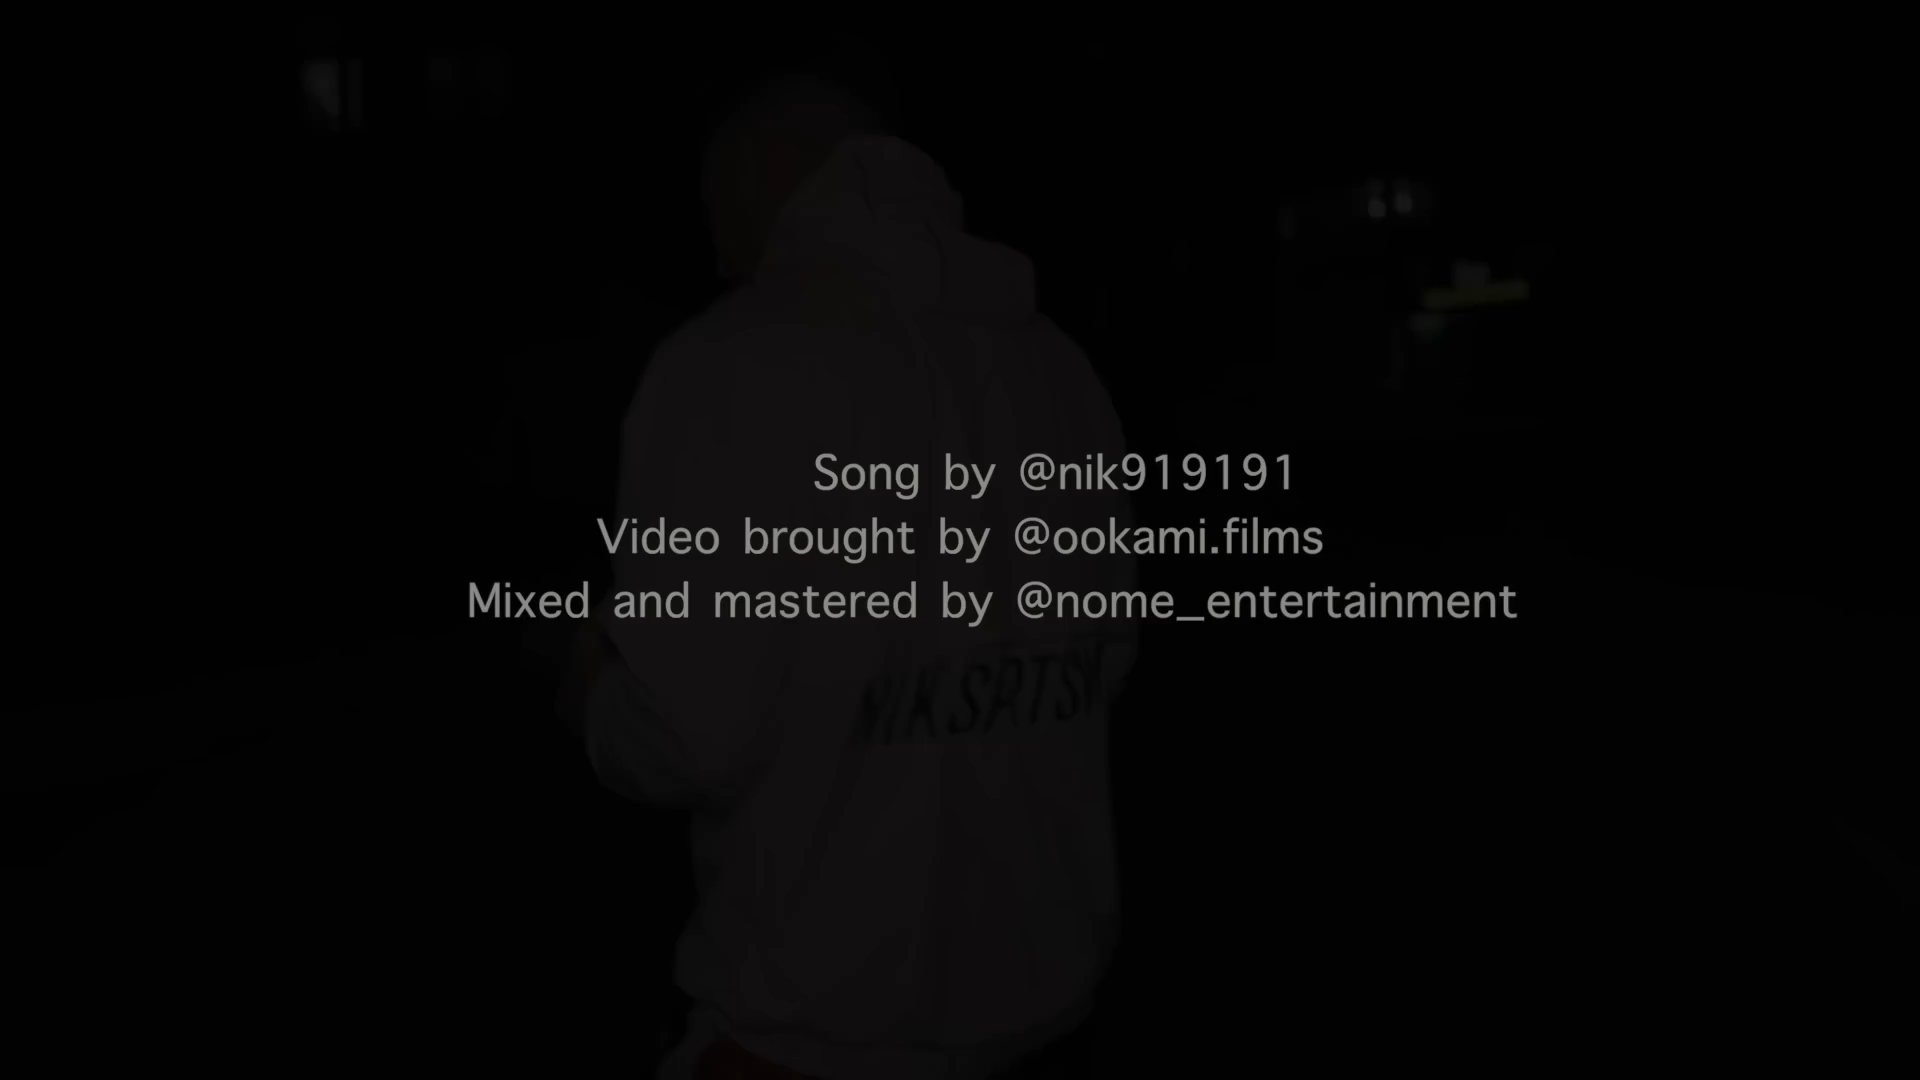 Song by @nik919191
Video brought by @ookami.films
Mixed and mastered by @nome_entertainment